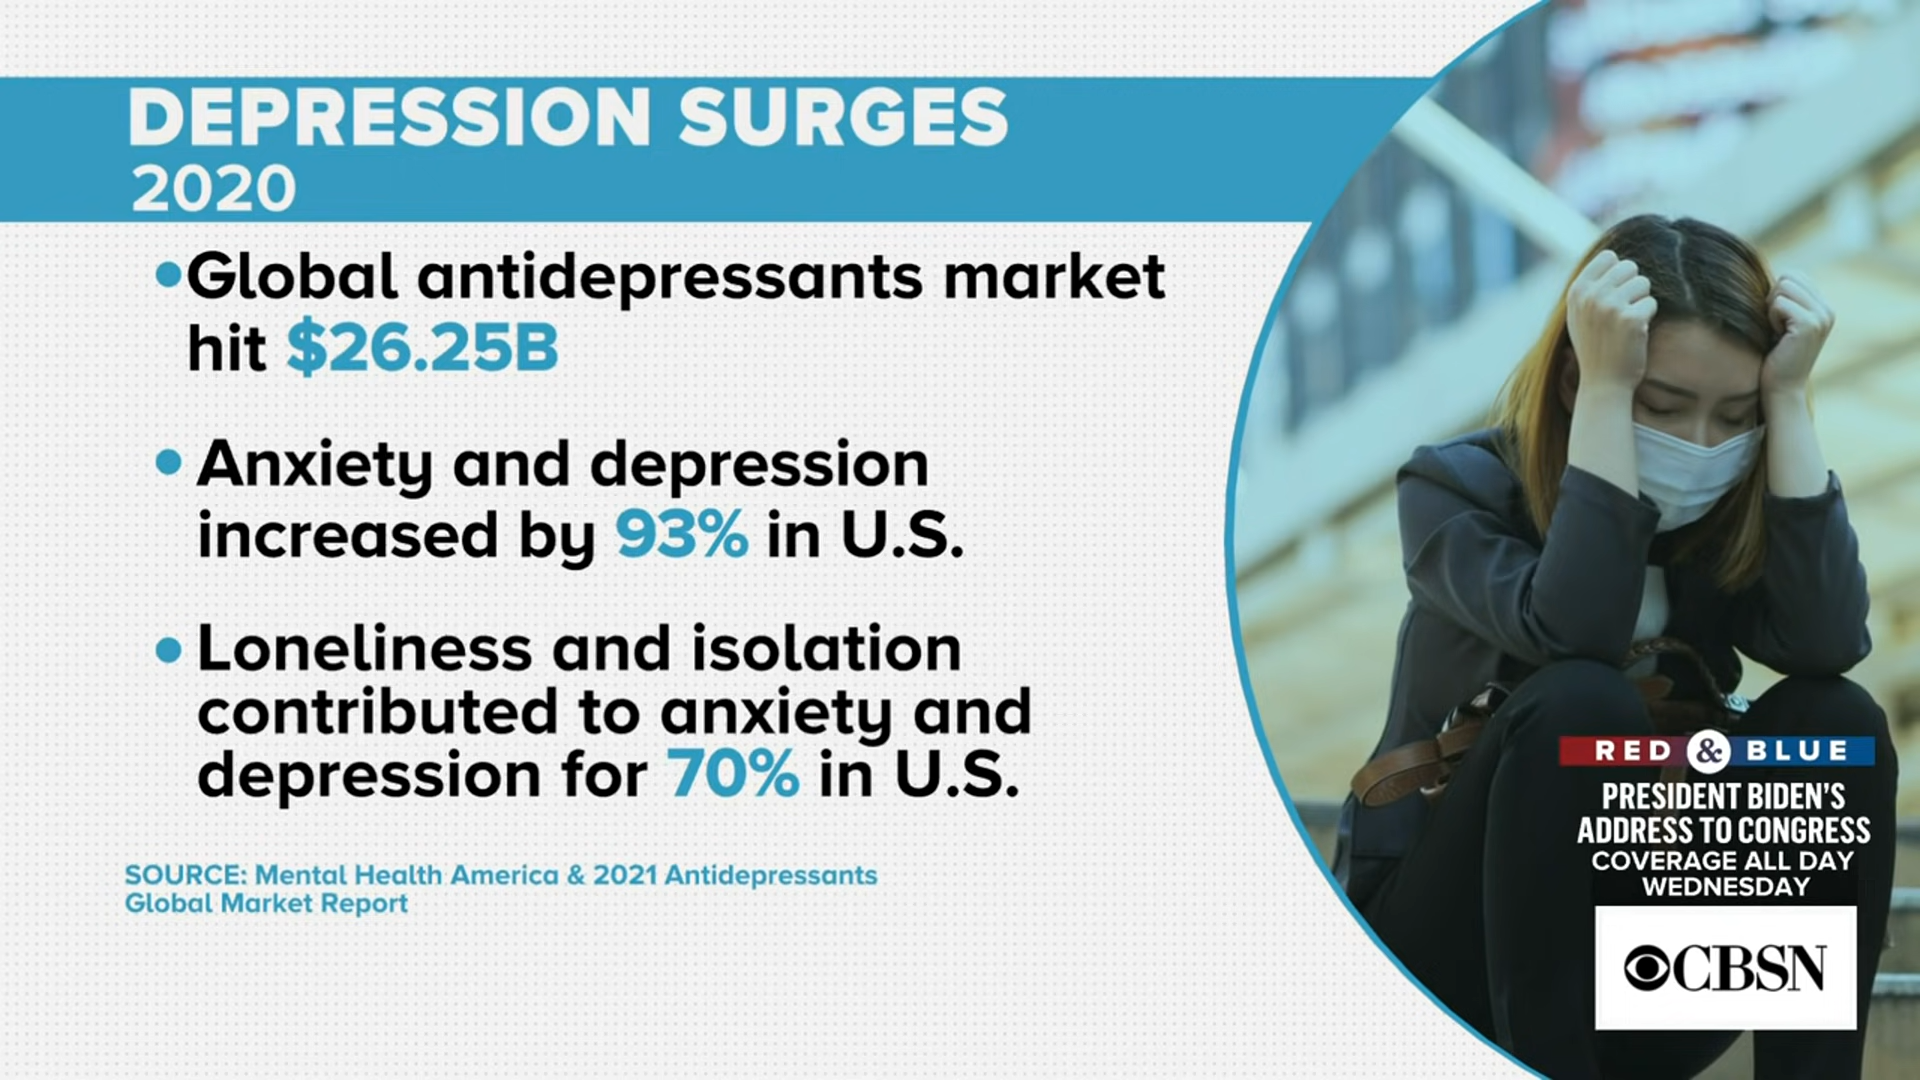 DEPRESSION SURGES
2020
•Global antidepressants market
hit $26.25B
• Anxiety and depression
increased by 93% in U.S.
• Loneliness and isolation
contributed to anxiety and
depression for 70% in U.S.
SOURCE: Mental Health America & 2021 Antidepressants
Global Market Report
RED & BLUE
PRESIDENT BIDEN'S
ADDRESS TO CONGRESS
COVERAGE ALL DAY
WEDNESDAY
CBSN